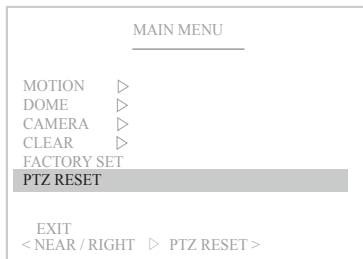 MAIN MENU
MOTION ▷
DOME ▷
CAMERA ▷
CLEAR ▷
FACTORY SET
PTZ RESET
EXIT
< NEAR / RIGHT ▷ PTZ RESET >